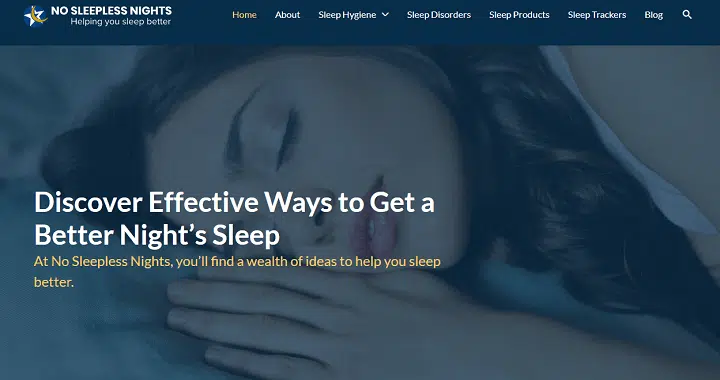 NO SLEEPLESS NIGHTS
Helping you sleep better
Home About Sleep Hygiene Sleep Disorders Sleep Products Sleep Trackers Blog
Discover Effective Ways to Get a
Better Night’s Sleep
At No Sleepless Nights, you’ll find a wealth of ideas to help you sleep
better.